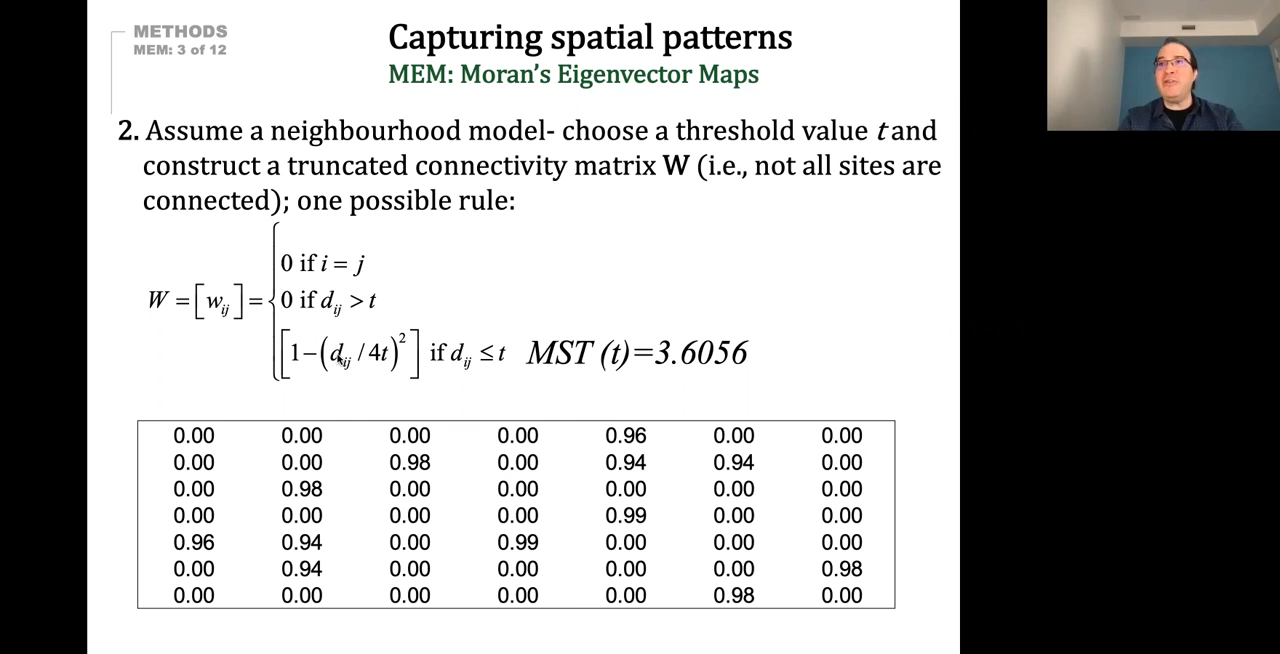 METHODS
MEM: 3 of 12
Capturing spatial patterns
MEM: Moran's Eigenvector Maps
2. Assume a neighbourhood model- choose a threshold value t and
construct a truncated connectivity matrix W (i.e., not all sites are
connected); one possible rule:
0 if i = j
W = [w_ij] = { 0 if d_ij > t
[1−(d_ij / 4t)²] if d_ij ≤ t MST (t)=3.6056
0.00 0.00 0.00 0.00 0.96 0.00 0.00
0.00 0.00 0.98 0.00 0.94 0.94 0.00
0.00 0.98 0.00 0.00 0.00 0.00 0.00
0.00 0.00 0.00 0.00 0.99 0.00 0.00
0.96 0.94 0.00 0.99 0.00 0.00 0.00
0.00 0.94 0.00 0.00 0.00 0.00 0.98
0.00 0.00 0.00 0.00 0.00 0.98 0.00